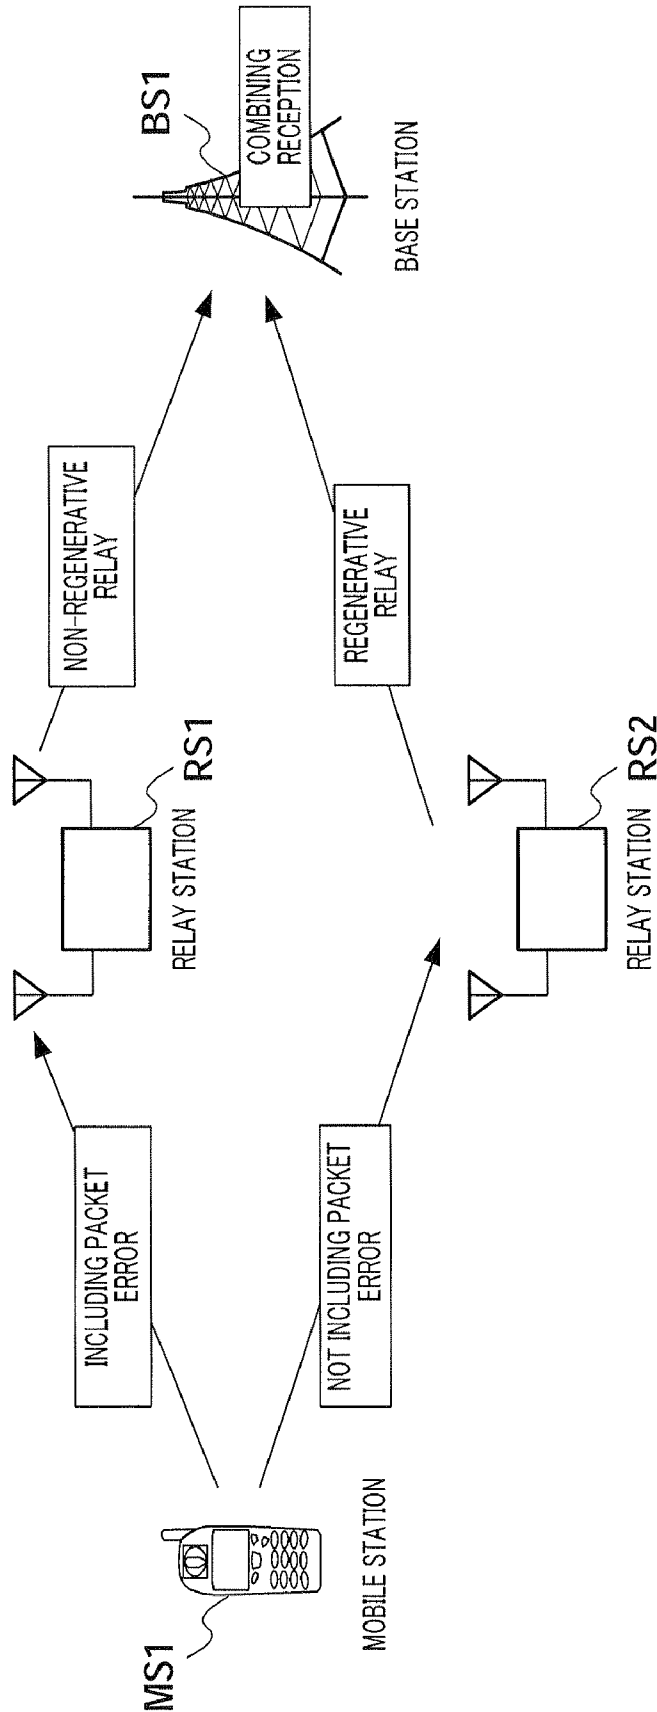 MS1
MOBILE STATION
INCLUDING PACKET
ERROR
NOT INCLUDING PACKET
ERROR
RELAY STATION
RS1
RELAY STATION
RS2
NON-REGENERATIVE
RELAY
REGENERATIVE
RELAY
BS1
COMBINING
RECEPTION
BASE STATION